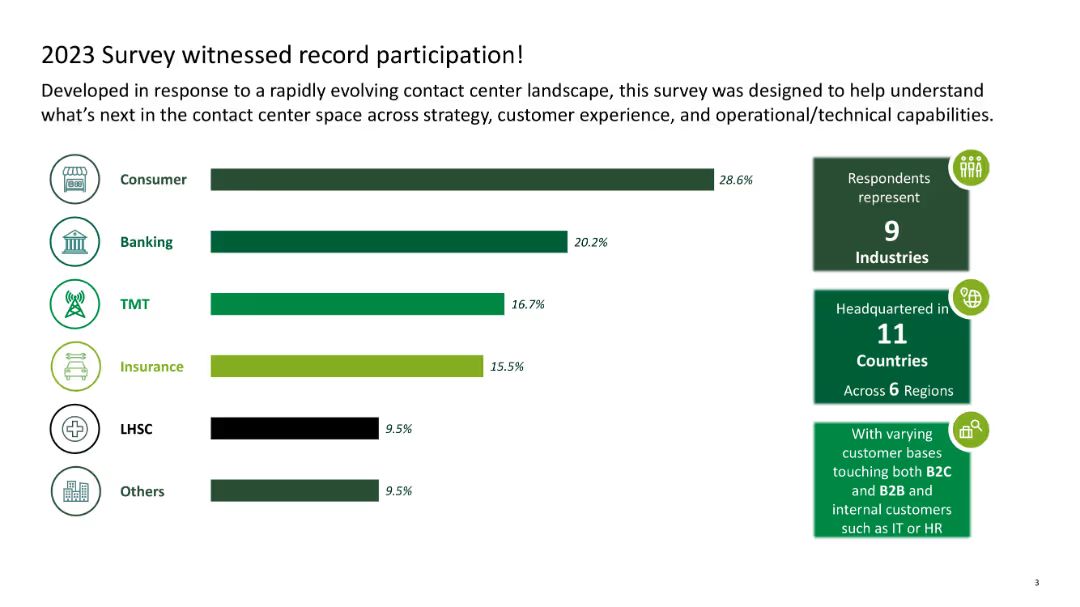 2023 Survey witnessed record participation!
Developed in response to a rapidly evolving contact center landscape, this survey was designed to help understand
what's next in the contact center space across strategy, customer experience, and operational/technical capabilities.
Consumer
28.6%
Banking
20.2%
TMT
16.7%
Insurance
15.5%
LHSC
9.5%
Others
9.5%
Respondents
represent
9
Industries
Headquartered in
11
Countries
Across 6 Regions
With varying
customer bases
touching both B2C
and B2B and
internal customers
such as IT or HR
3